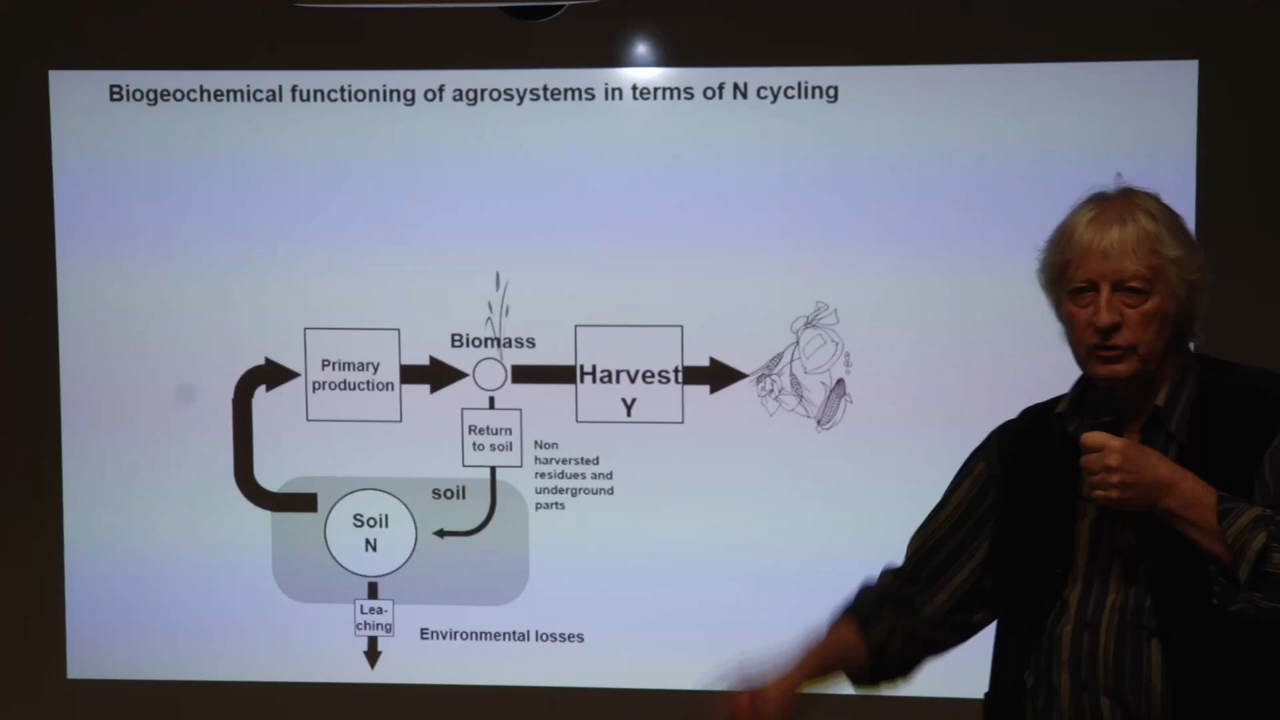 Biogeochemical functioning of agrosystems in terms of N cycling
Biomass
Primary
production
Harvest
Y
Return
to soil
Non
harversted
residues and
underground
parts
soil
Soil
N
Lea-
ching
Environmental losses